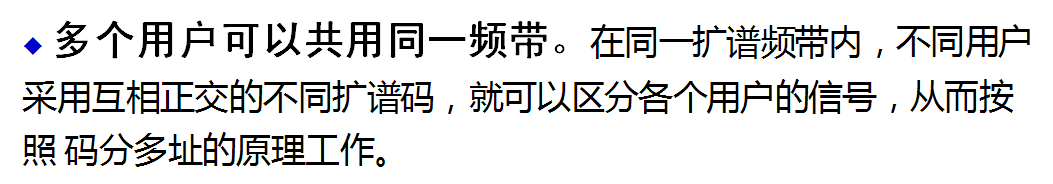 ◆ 多个用户可以共用同一频带。在同一扩谱频带内，不同用户
采用互相正交的不同扩谱码，就可以区分各个用户的信号，从而按
照 码分多址的原理工作。